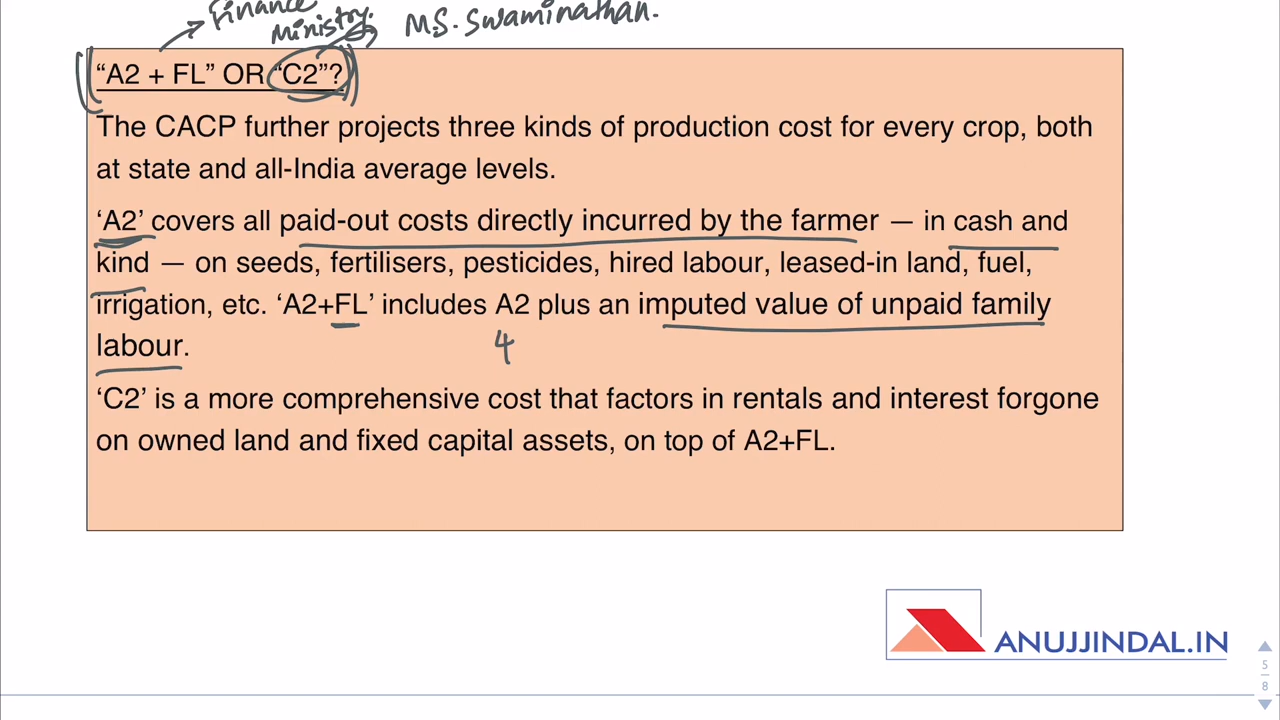 Finance
Ministry. M.S. Swaminathan.
“A2 + FL” OR “C2”?
The CACP further projects three kinds of production cost for every crop, both
at state and all-India average levels.
‘A2’ covers all paid-out costs directly incurred by the farmer — in cash and
kind — on seeds, fertilisers, pesticides, hired labour, leased-in land, fuel,
irrigation, etc. ‘A2+FL’ includes A2 plus an imputed value of unpaid family
labour.
4
‘C2’ is a more comprehensive cost that factors in rentals and interest forgone
on owned land and fixed capital assets, on top of A2+FL.
ANUJJINDAL.IN
5
8